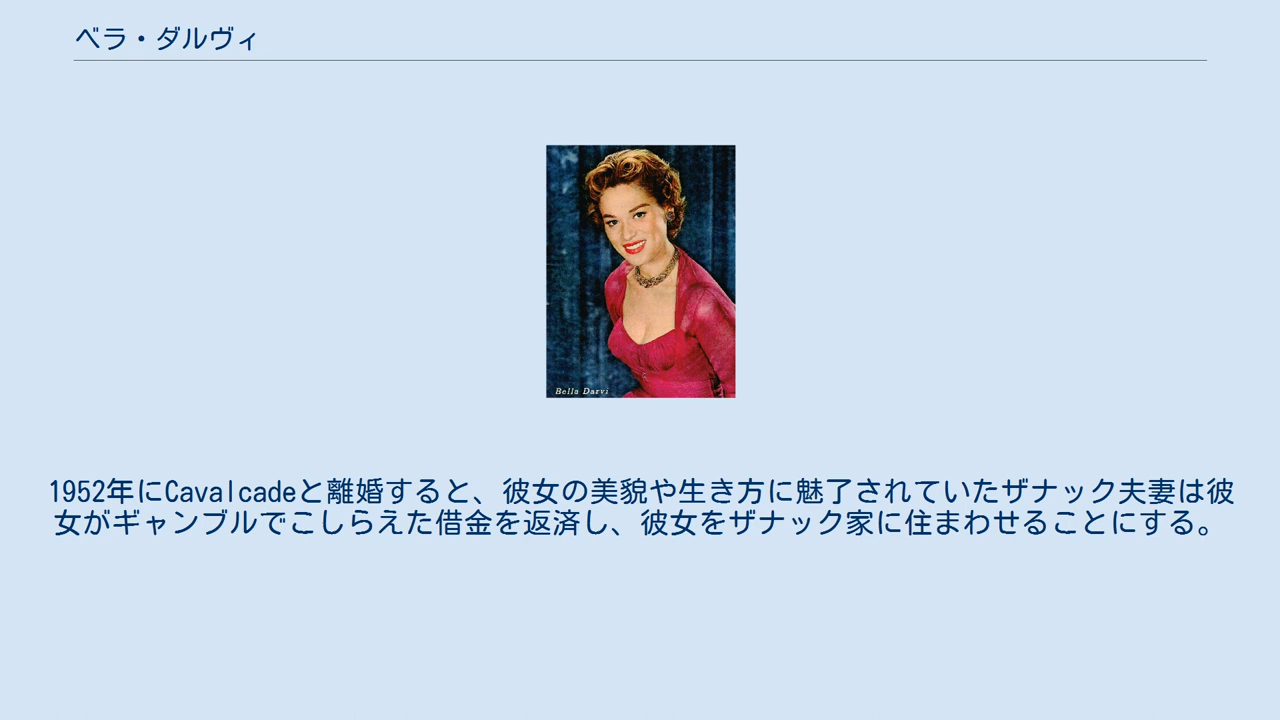 ベラ・ダルヴィ
Bella Darvi
1952年にCavalcadeと離婚すると、彼女の美貌や生き方に魅了されていたザナック夫妻は彼
女がギャンブルでこしらえた借金を返済し、彼女をザナック家に住まわせることにする。